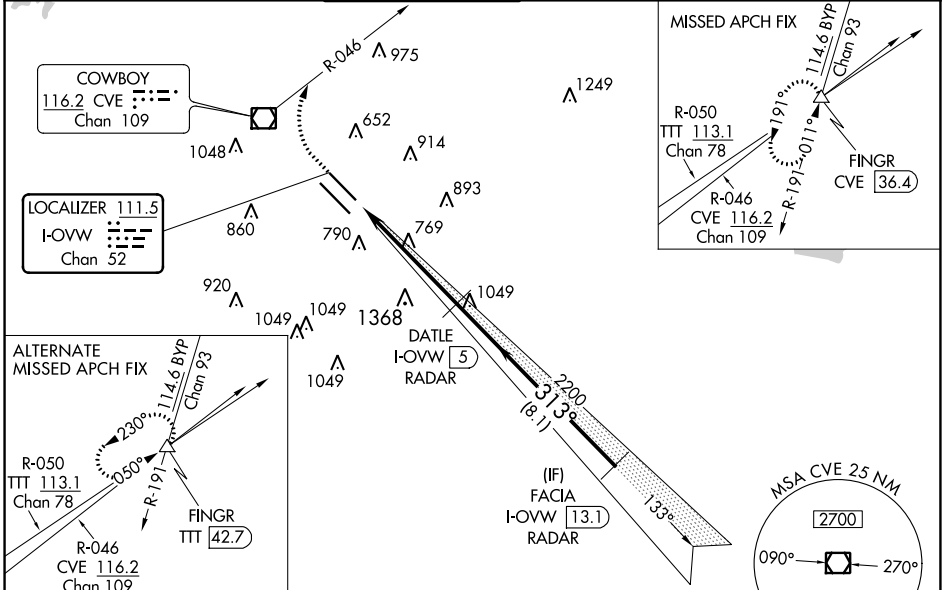 R-046
975
COWBOY
116.2 CVE
Chan 109
1249
652
1048
914
LOCALIZER 111.5
I-OVW
Chan 52
893
860
790
769
920
1049
1049
1368
1049
DATLE
I-OVW 5
RADAR
1049
2200
313°
(8.1)
(IF)
FACIA
I-OVW 13.1
RADAR
133°
MISSED APCH FIX
114.6 BYP
Chan 93
R-050
TTT 113.1
Chan 78
191°
011°
R-191
FINGR
CVE 36.4
R-046
CVE 116.2
Chan 109
ALTERNATE
MISSED APCH FIX
114.6 BYP
Chan 93
230°
050°
R-191
R-050
TTT 113.1
Chan 78
FINGR
TTT 42.7
R-046
CVE 116.2
Chan 109
MSA CVE 25 NM
2700
090°
270°